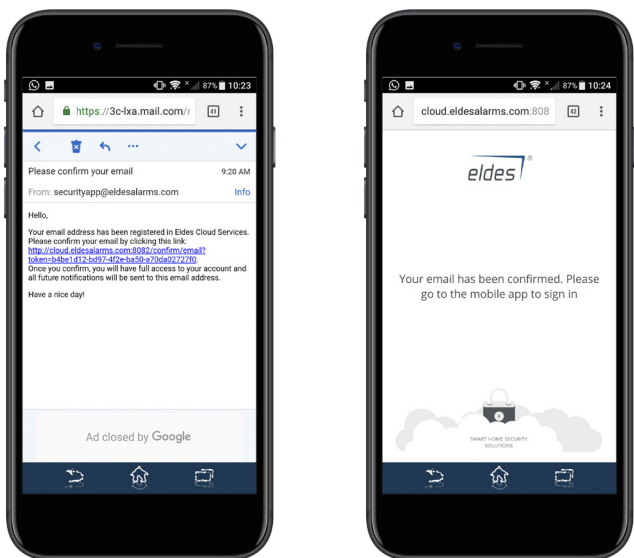 87% 10:23
https://3c-lxa.mail.com/r 41
Please confirm your email 9:20 AM
From: securityapp@eldesalarms.com Info
Hello,
Your email address has been registered in Eldes Cloud Services.
Please confirm your email by clicking this link:
http://cloud.eldesalarms.com:8082/confirm/email?
token=b4be1d12-bd97-4f2e-ba50-a70da02727f0.
Once you confirm, you will have full access to your account and
all future notifications will be sent to this email address.
Have a nice day!
Ad closed by Google
87% 10:24
cloud.eldesalarms.com:808 42
eldes®
Your email has been confirmed. Please
go to the mobile app to sign in
SMART HOME SECURITY
SOLUTIONS